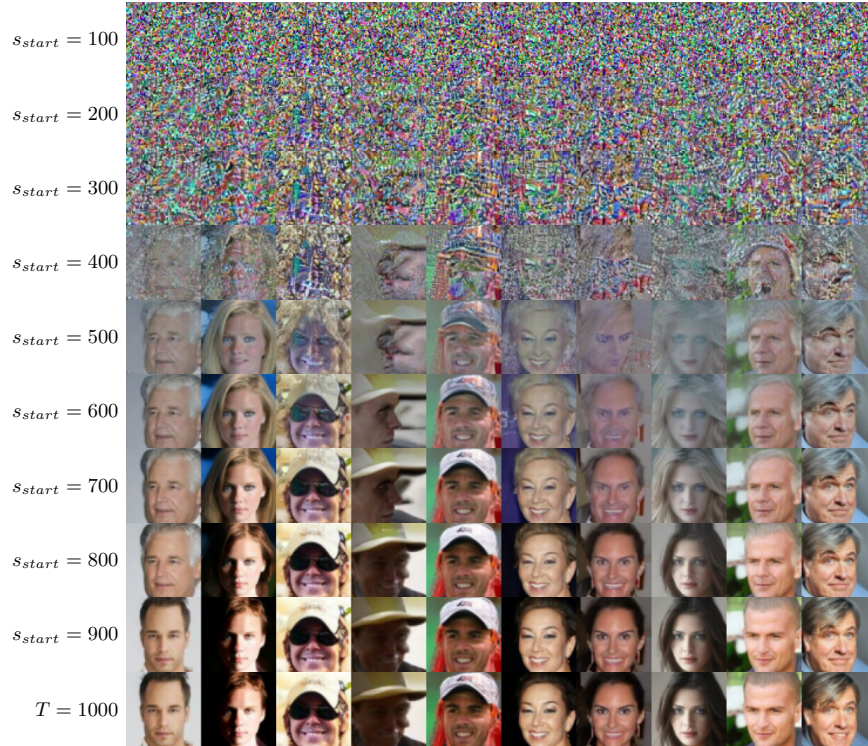 s_start = 100
s_start = 200
s_start = 300
s_start = 400
s_start = 500
s_start = 600
s_start = 700
s_start = 800
s_start = 900
T = 1000